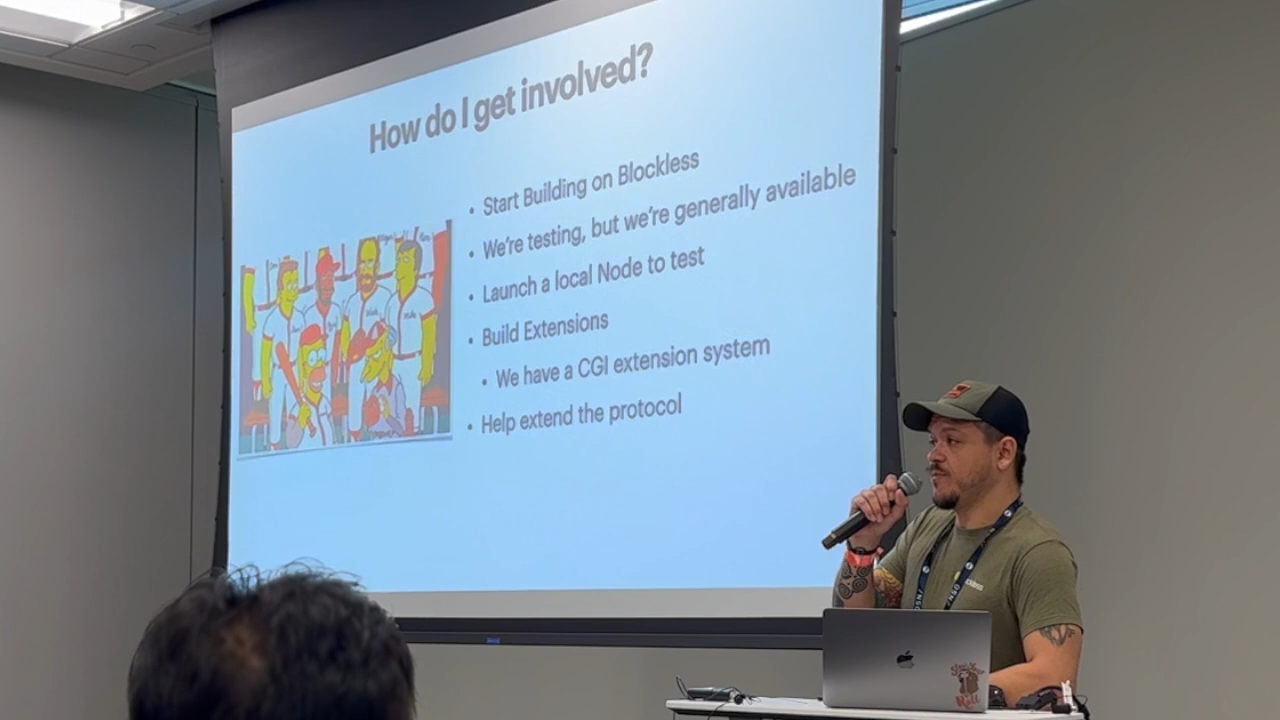 How do I get involved?
• Start Building on Blockless
• We're testing, but we're generally available
• Launch a local Node to test
• Build Extensions
• We have a CGI extension system
• Help extend the protocol